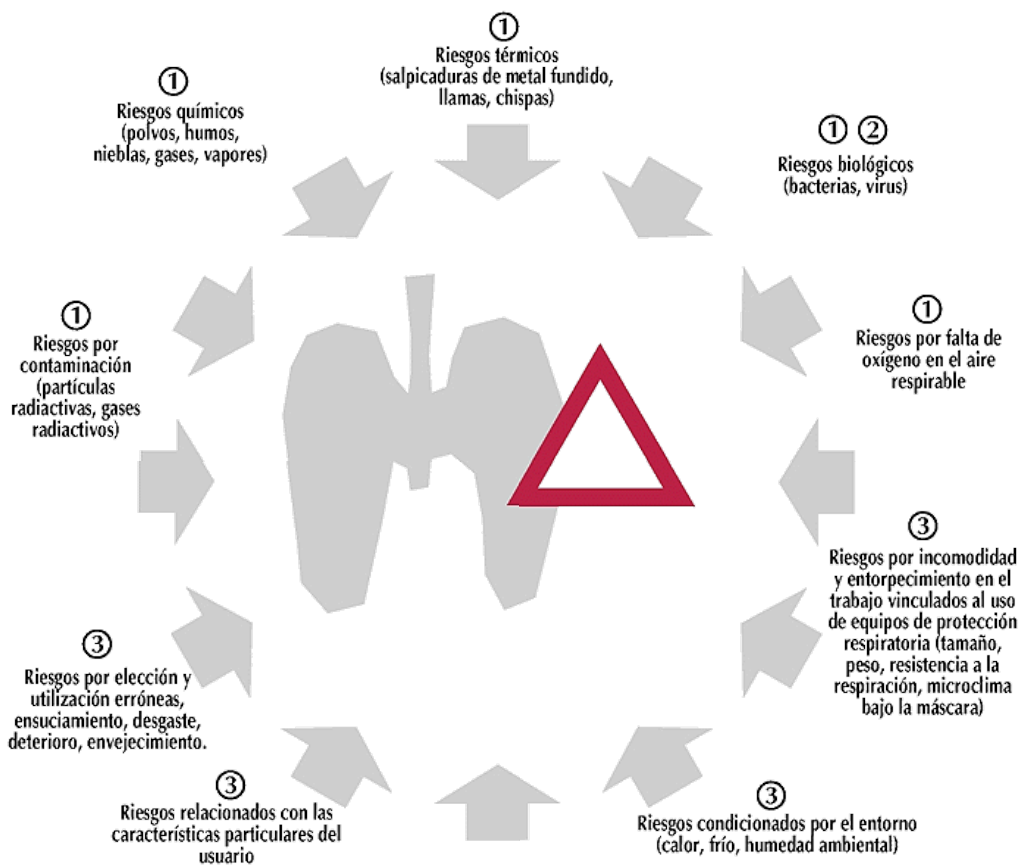 ①
Riesgos térmicos
(salpicaduras de metal fundido,
llamas, chispas)
①
Riesgos químicos
(polvos, humos,
nieblas, gases, vapores)
① ②
Riesgos biológicos
(bacterias, virus)
①
Riesgos por
contaminación
(partículas
radiactivas, gases
radiactivos)
①
Riesgos por falta de
oxígeno en el aire
respirable
③
Riesgos por incomodidad
y entorpecimiento en el
trabajo vinculados al uso
de equipos de protección
respiratoria (tamaño,
peso, resistencia a la
respiración, microclima
bajo la máscara)
③
Riesgos por elección y
utilización erróneas,
ensuciamiento, desgaste,
deterioro, envejecimiento.
③
Riesgos relacionados con las
características particulares del
usuario
③
Riesgos condicionados por el entorno
(calor, frío, humedad ambiental)